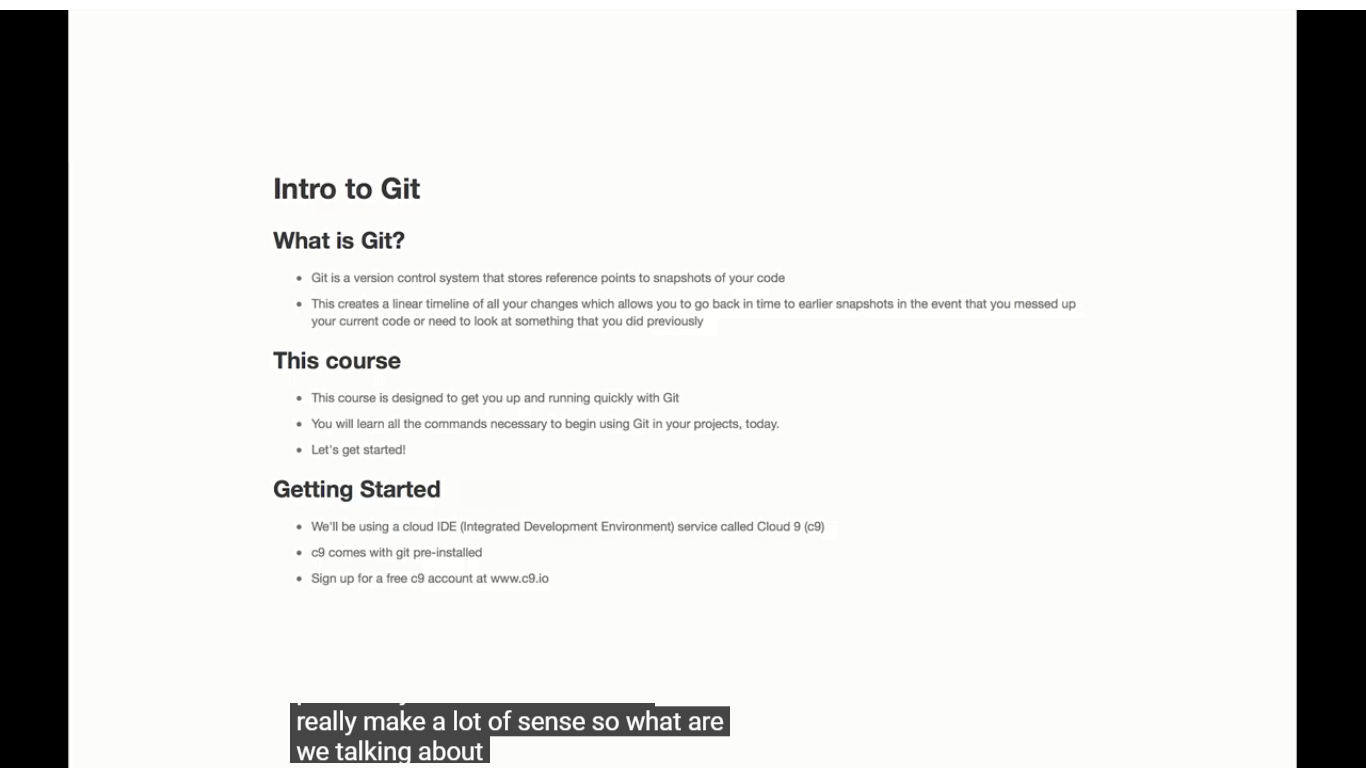 Intro to Git
What is Git?
• Git is a version control system that stores reference points to snapshots of your code
• This creates a linear timeline of all your changes which allows you to go back in time to earlier snapshots in the event that you messed up
your current code or need to look at something that you did previously
This course
• This course is designed to get you up and running quickly with Git
• You will learn all the commands necessary to begin using Git in your projects, today.
• Let's get started!
Getting Started
• We'll be using a cloud IDE (Integrated Development Environment) service called Cloud 9 (c9)
• c9 comes with git pre-installed
• Sign up for a free c9 account at www.c9.io
really make a lot of sense so what are
we talking about